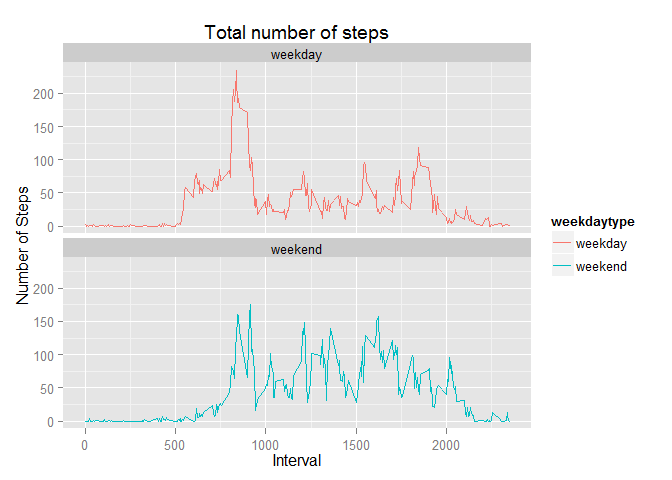 Total number of steps
weekday
200
150
100
50
0
Number of Steps
weekend
200
150
100
50
0
0 500 1000 1500 2000
Interval
weekdaytype
weekday
weekend